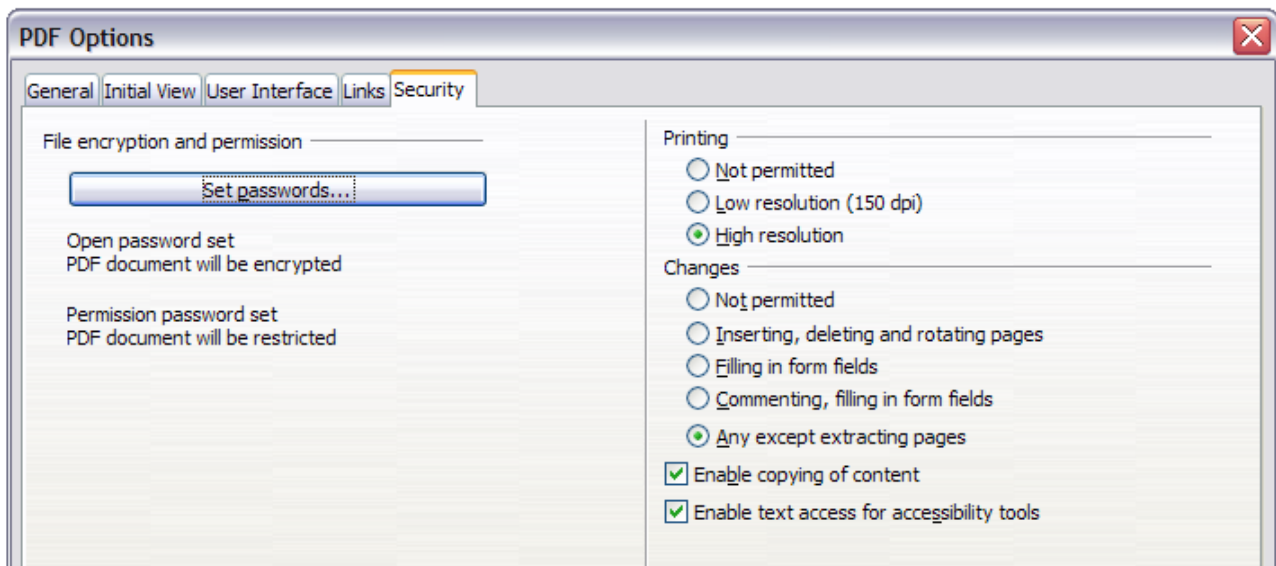 PDF Options
General Initial View User Interface Links Security
File encryption and permission
Set passwords...
Open password set
PDF document will be encrypted
Permission password set
PDF document will be restricted
Printing
Not permitted
Low resolution (150 dpi)
High resolution
Changes
Not permitted
Inserting, deleting and rotating pages
Filling in form fields
Commenting, filling in form fields
Any except extracting pages
Enable copying of content
Enable text access for accessibility tools